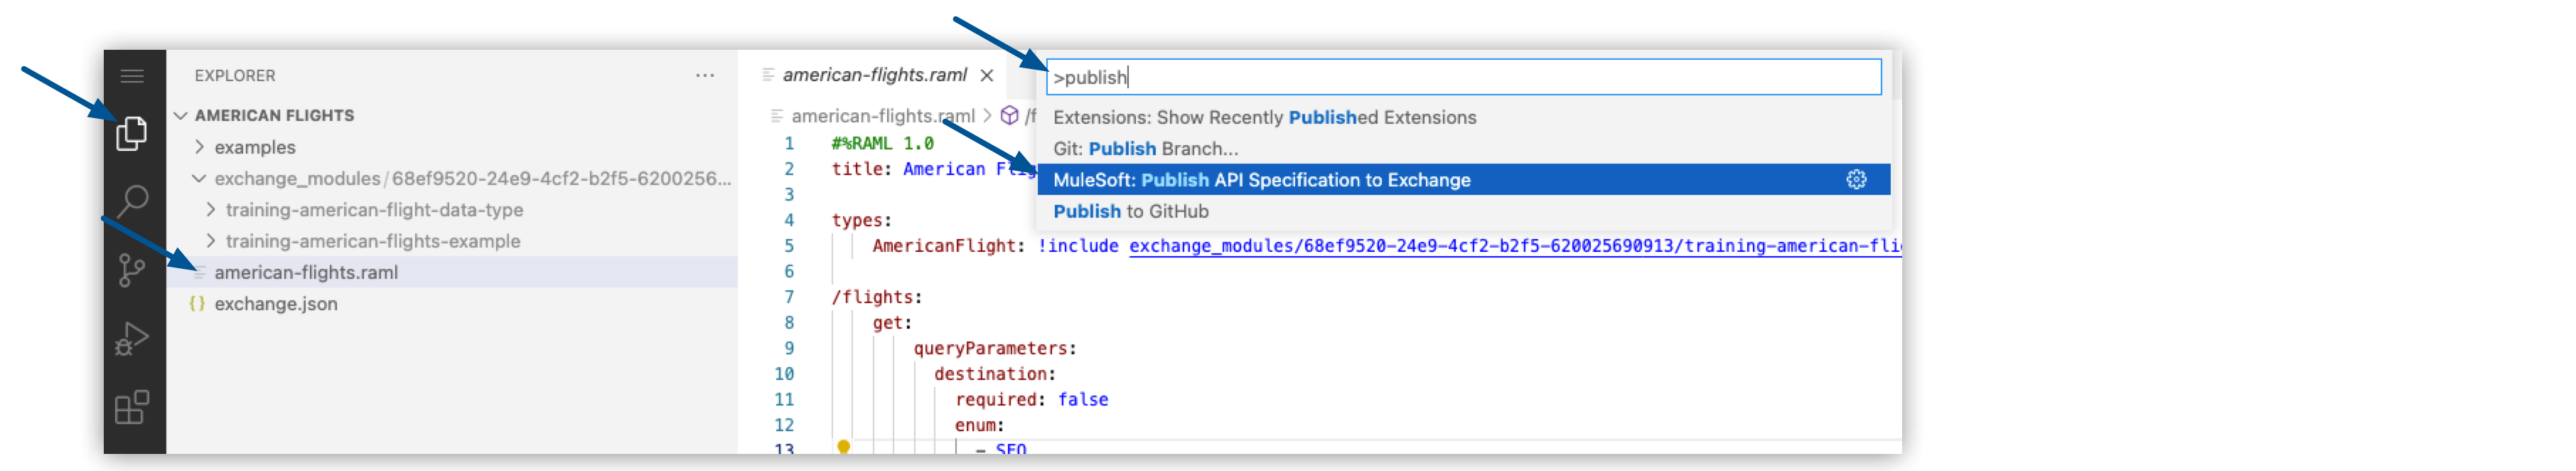 EXPLORER
AMERICAN FLIGHTS
examples
exchange_modules/68ef9520-24e9-4cf2-b2f5-6200256...
training-american-flight-data-type
training-american-flights-example
american-flights.raml
{} exchange.json
american-flights.raml
american-flights.raml > /f
>publish
Extensions: Show Recently Published Extensions
Git: Publish Branch...
MuleSoft: Publish API Specification to Exchange
Publish to GitHub
1 #%RAML 1.0
2 title: American Flig
3
4 types:
5 AmericanFlight: !include exchange_modules/68ef9520-24e9-4cf2-b2f5-620025690913/training-american-fli
6
7 /flights:
8 get:
9 queryParameters:
10 destination:
11 required: false
12 enum:
13 - SFO